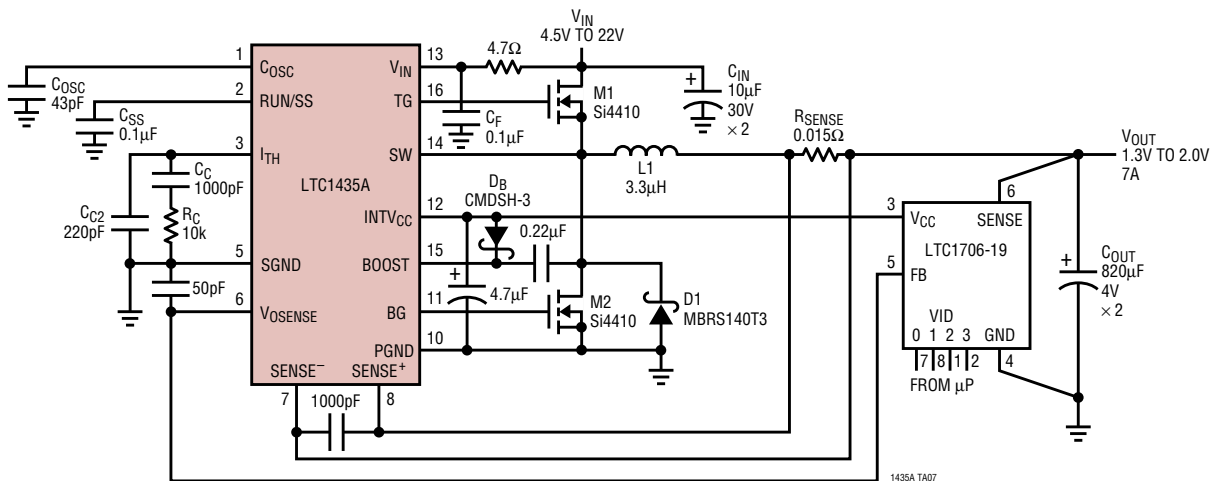 V_IN
4.5V TO 22V
1
C_OSC
13
V_IN
4.7Ω
C_OSC
43pF
2
RUN/SS
16
TG
M1
Si4410
+
C_IN
10µF
30V
× 2
C_SS
0.1µF
C_F
0.1µF
R_SENSE
0.015Ω
3
I_TH
14
SW
L1
3.3µH
V_OUT
1.3V TO 2.0V
7A
C_C
1000pF
LTC1435A
D_B
CMDSH-3
6
SENSE
C_C2
220pF
R_C
10k
12
INTV_CC
0.22µF
3
V_CC
LTC1706-19
5
SGND
15
BOOST
5
FB
+
C_OUT
820µF
4V
× 2
50pF
+
4.7µF
6
V_OSENSE
11
BG
M2
Si4410
D1
MBRS140T3
VID
0 1 2 3
GND
10
PGND
7 8 1 2
4
FROM µP
SENSE–
SENSE+
7
8
1000pF
1435A TA07